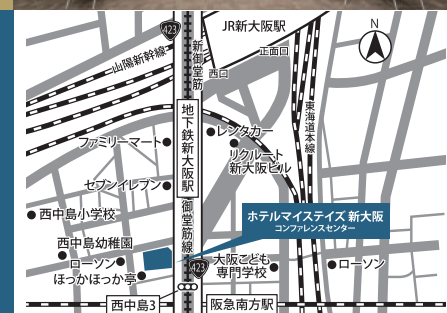 423
JR新大阪駅
N
正面口
西口
新御堂筋
山陽新幹線
地下鉄新大阪駅
レンタカー
東海道本線
ファミリーマート
リクルート
新大阪ビル
セブンイレブン
西中島小学校
御堂筋線
ホテルマイステイズ 新大阪
コンファレンスセンター
西中島幼稚園
ローソン
ほっかほっか亭
423
大阪こども
専門学校
ローソン
西中島3
阪急南方駅